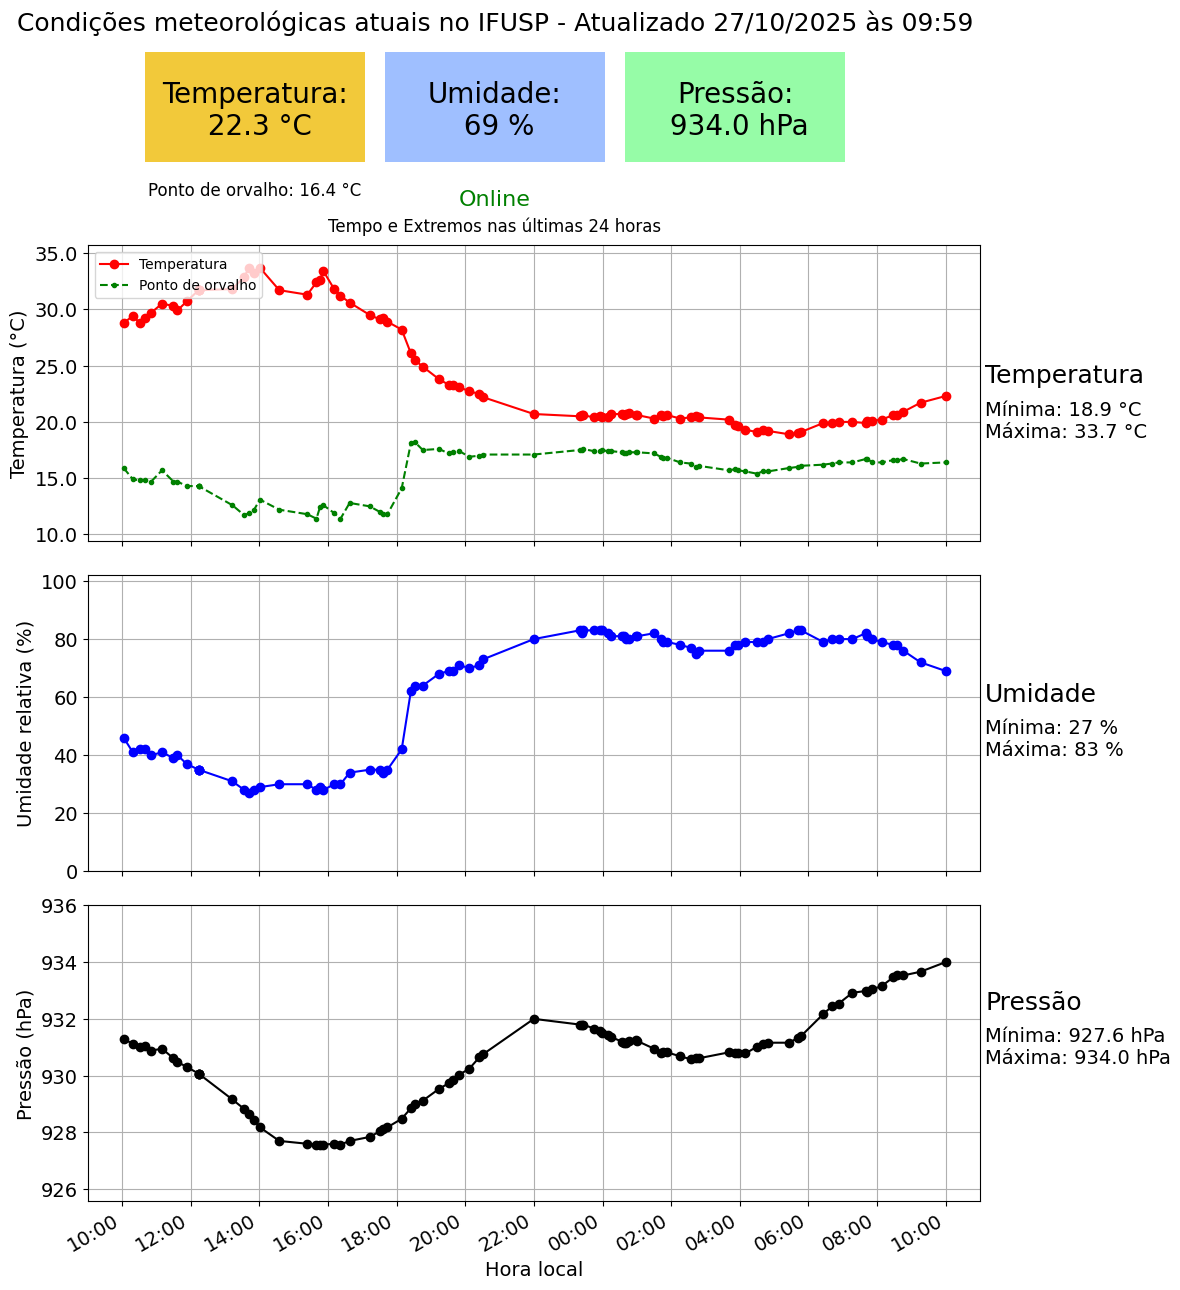 Condições meteorológicas atuais no IFUSP - Atualizado 27/10/2025 às 09:59
Temperatura:
22.3 °C
Umidade:
69 %
Pressão:
934.0 hPa
Ponto de orvalho: 16.4 °C
Online
Tempo e Extremos nas últimas 24 horas
Temperatura
Ponto de orvalho
Temperatura (°C)
35.0
30.0
25.0
20.0
15.0
10.0
Temperatura
Mínima: 18.9 °C
Máxima: 33.7 °C
Umidade relativa (%)
100
80
60
40
20
0
Umidade
Mínima: 27 %
Máxima: 83 %
Pressão (hPa)
936
934
932
930
928
926
Pressão
Mínima: 927.6 hPa
Máxima: 934.0 hPa
10:00 12:00 14:00 16:00 18:00 20:00 22:00 00:00 02:00 04:00 06:00 08:00 10:00
Hora local